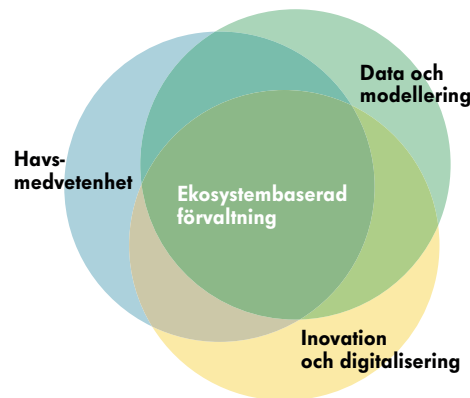 Data och
modellering
Havs-
medvetenhet
Ekosystembaserad
förvaltning
Inovation
och digitalisering